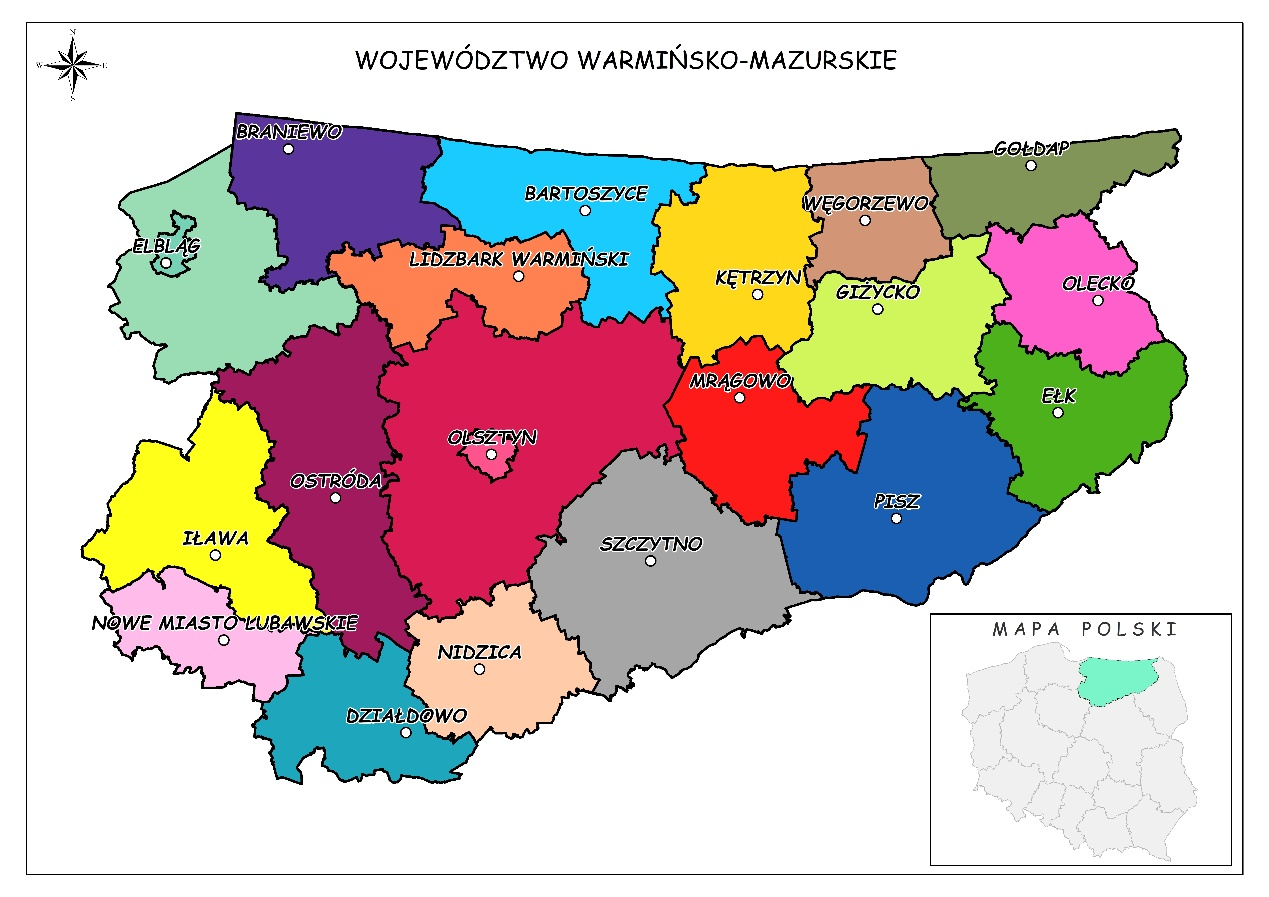 WOJEWÓDZTWO WARMIŃSKO-MAZURSKIE
N
W
E
S
BRANIEWO
GOŁDAP
BARTOSZYCE
WĘGORZEWO
ELBLĄG
LIDZBARK WARMIŃSKI
KĘTRZYN
OLECKO
GIŻYCKO
MRĄGOWO
EŁK
OLSZTYN
OSTRÓDA
PISZ
IŁAWA
SZCZYTNO
NOWE MIASTO LUBAWSKIE
NIDZICA
DZIAŁDOWO
MAPA POLSKI